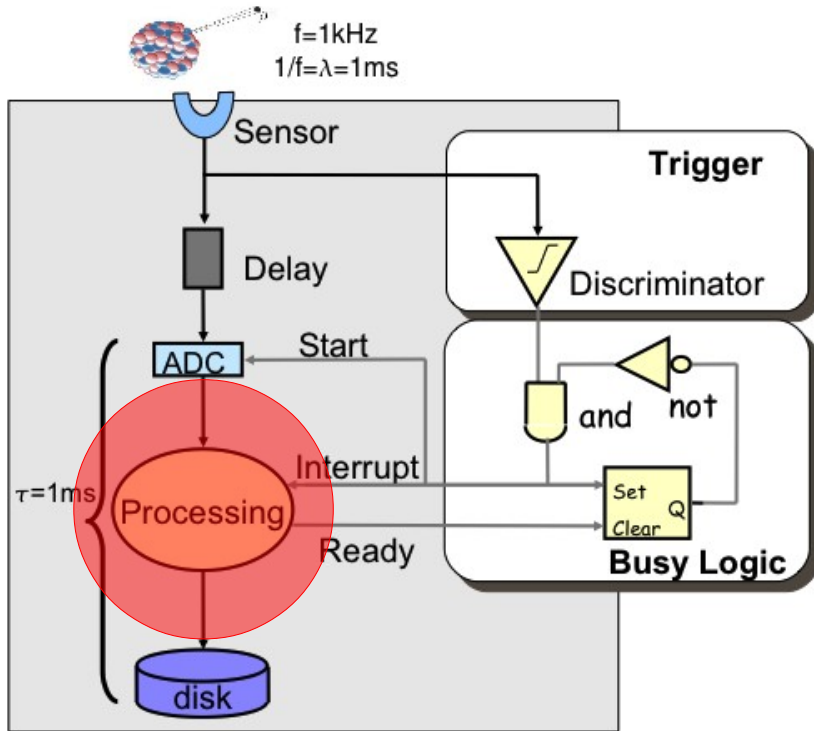 f=1kHz
1/f=λ=1ms
Sensor
Trigger
Delay
Discriminator
Start
ADC
and
not
Interrupt
τ=1ms
Processing
Set
Q
Clear
Ready
Busy Logic
disk